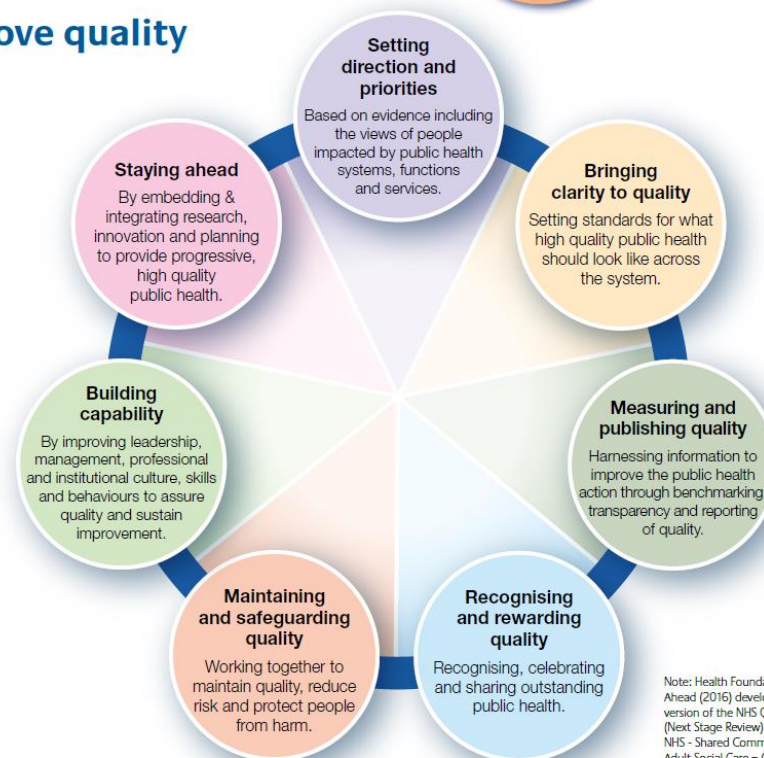 ove quality
Setting
direction and
priorities
Based on evidence including
the views of people
impacted by public health
systems, functions
and services.
Bringing
clarity to quality
Setting standards for what
high quality public health
should look like across
the system.
Measuring and
publishing quality
Harnessing information to
improve the public health
action through benchmarking,
transparency and reporting
of quality.
Recognising
and rewarding
quality
Recognising, celebrating
and sharing outstanding
public health.
Maintaining
and safeguarding
quality
Working together to
maintain quality, reduce
risk and protect people
from harm.
Building
capability
By improving leadership,
management, professional
and institutional culture, skills
and behaviours to assure
quality and sustain
improvement.
Staying ahead
By embedding &
integrating research,
innovation and planning
to provide progressive,
high quality
public health.
Note: Health Founda
Ahead (2016) develo
version of the NHS
(Next Stage Review)
NHS - Shared Comm
Adult Social Care –